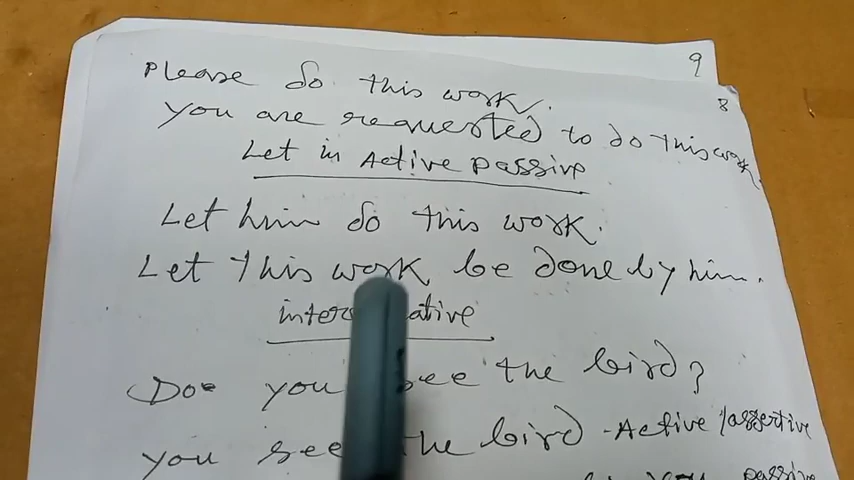 9
8
Please do this work.
You are requested to do this work.
Let in Active passive
Let him do this work.
Let This work be done by him.
Do you see the bird?
you see the bird - Active / assertive
passive